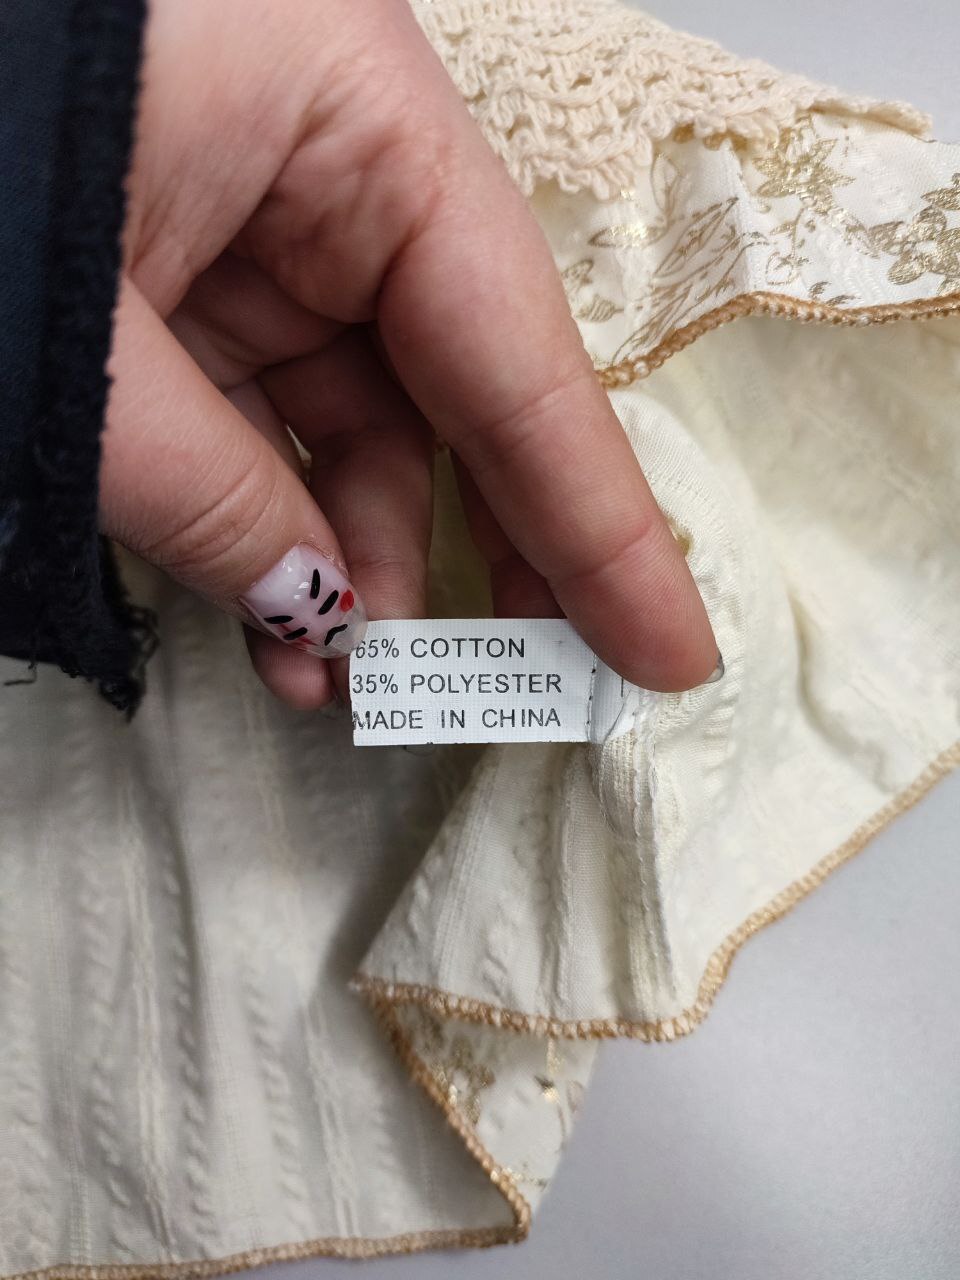 65% COTTON
35% POLYESTER
MADE IN CHINA